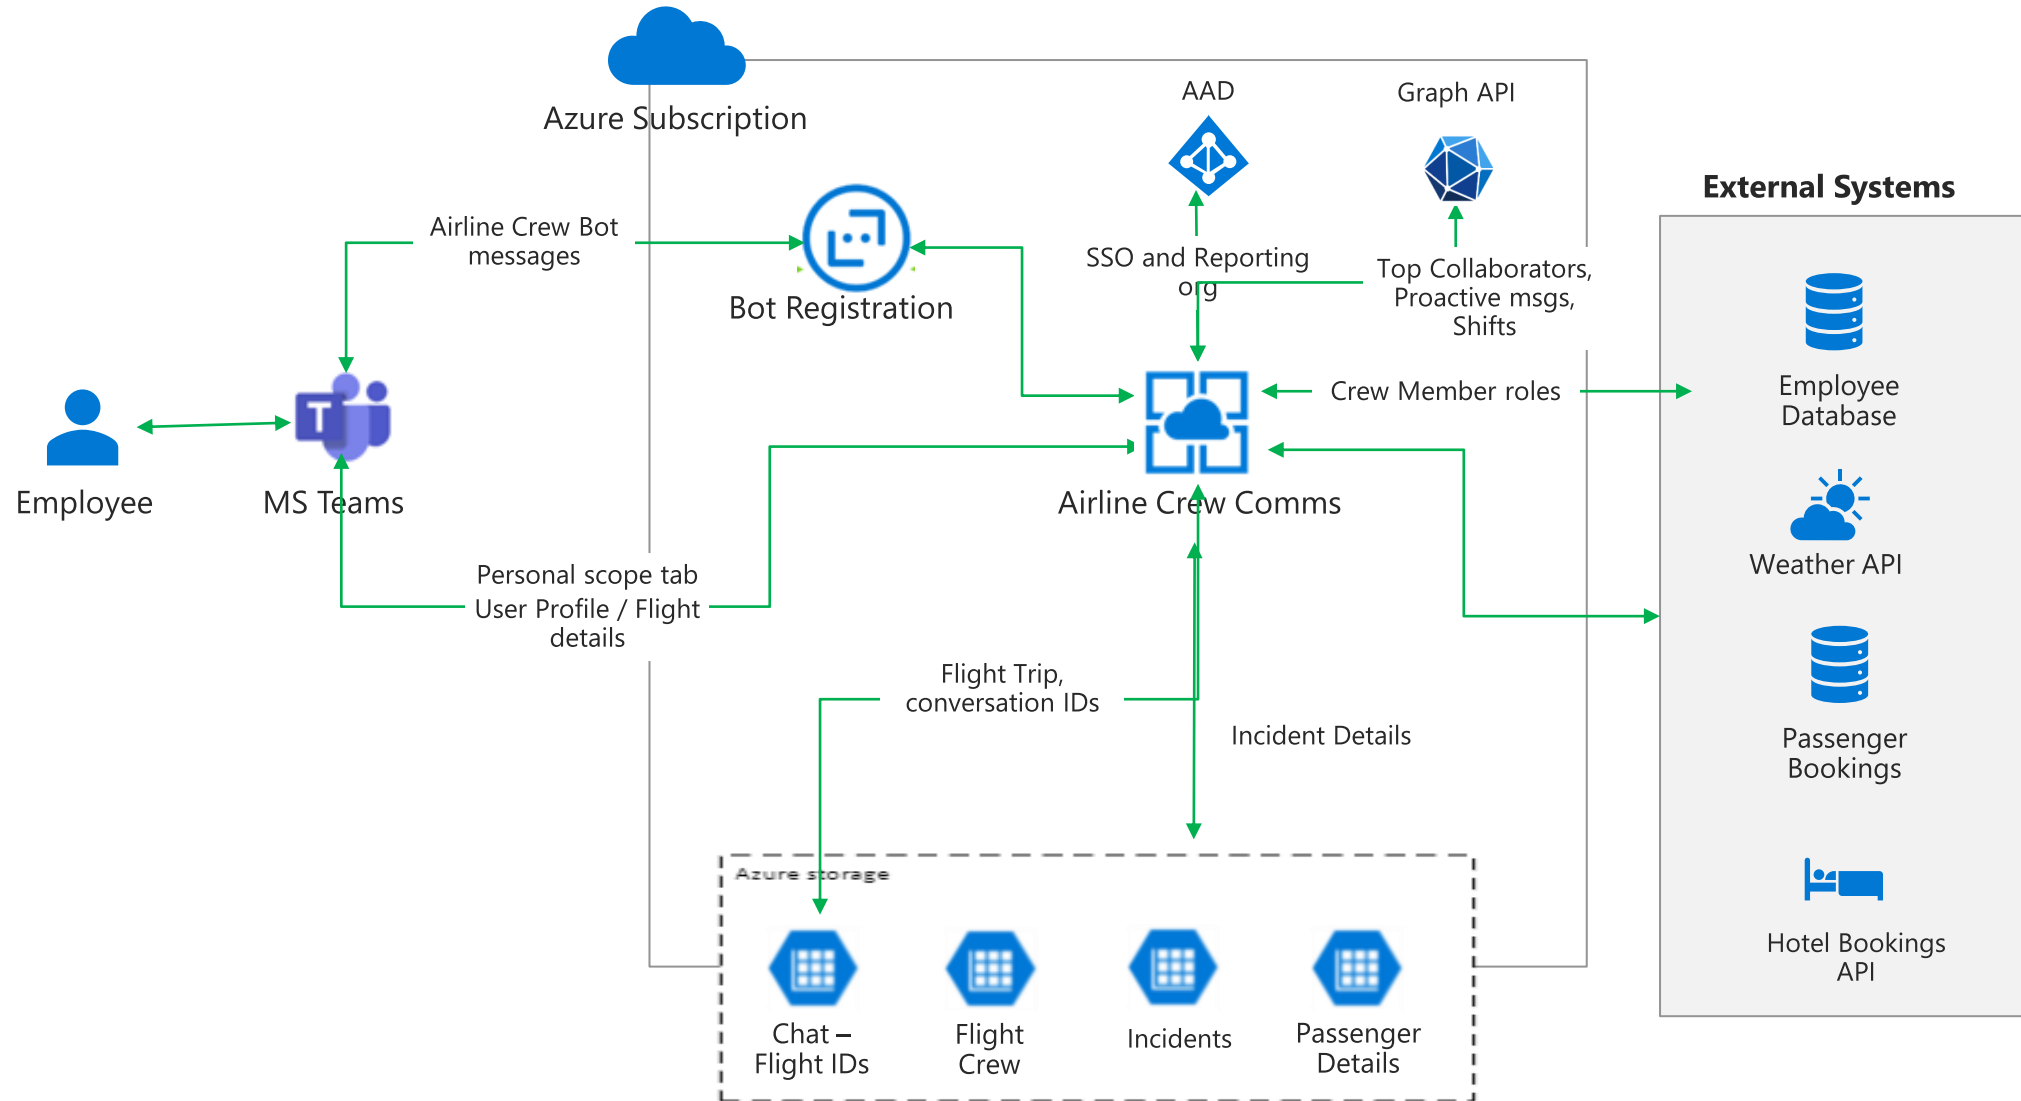 Azure Subscription
AAD
Graph API
External Systems
Airline Crew Bot
messages
Bot Registration
SSO and Reporting
org
Top Collaborators,
Proactive msgs,
Shifts
Crew Member roles
Employee
Database
T
Employee
MS Teams
Airline Crew Comms
Weather API
Personal scope tab
User Profile / Flight
details
Flight Trip,
conversation IDs
Incident Details
Passenger
Bookings
Azure storage
Hotel Bookings
API
Chat –
Flight IDs
Flight
Crew
Incidents
Passenger
Details